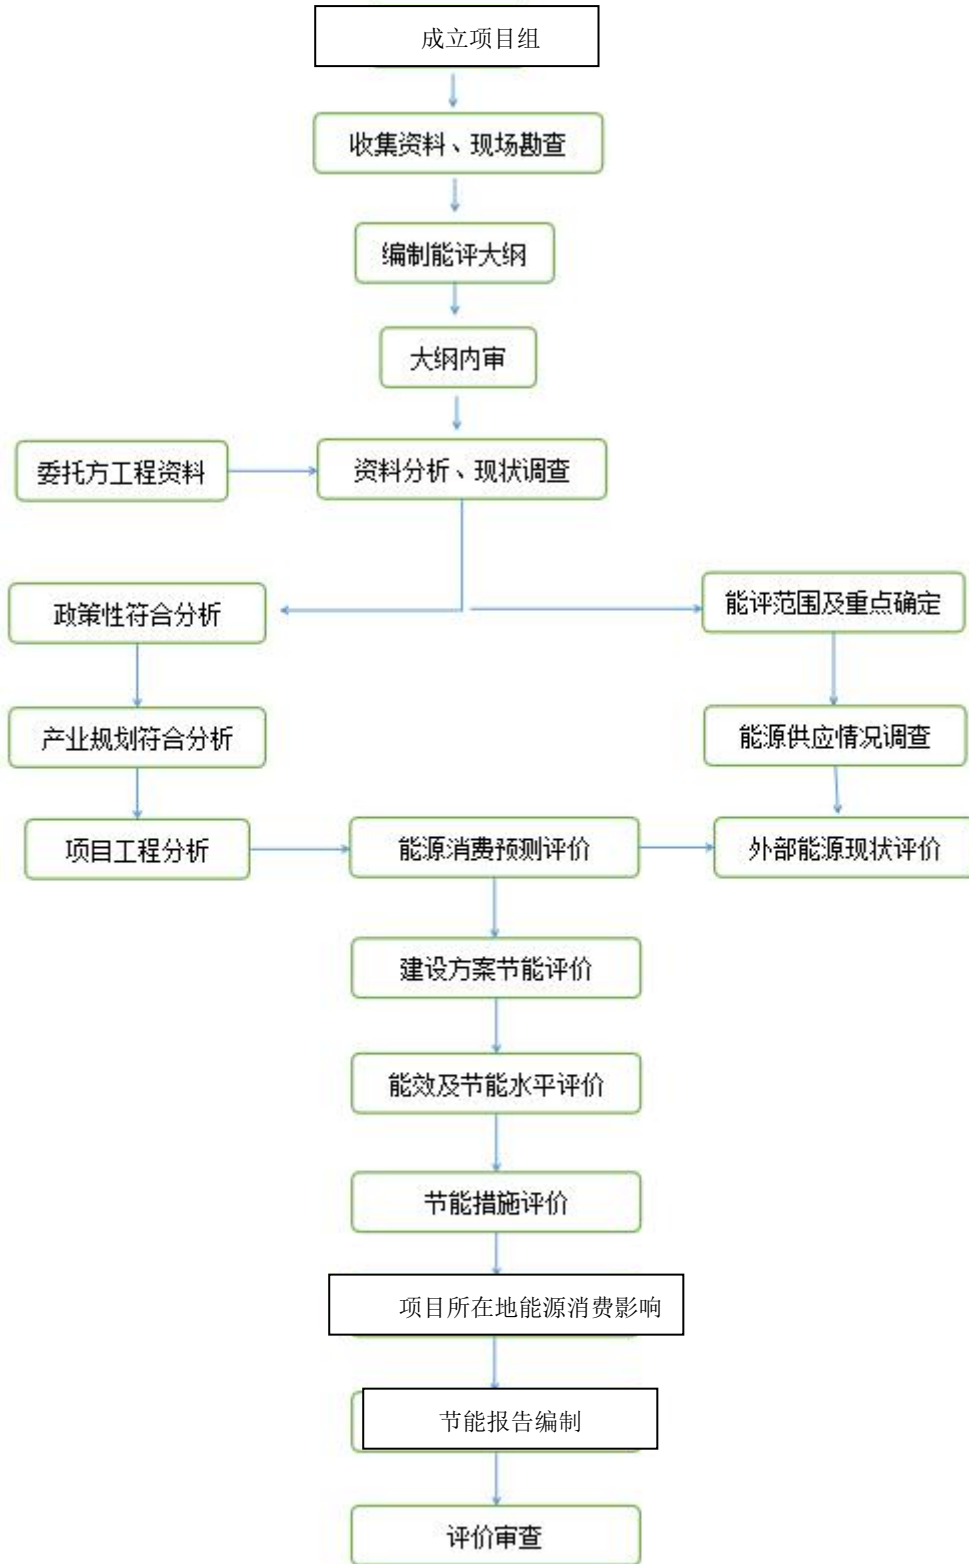 成立项目组
收集资料、现场勘查
编制能评大纲
大纲内审
委托方工程资料
资料分析、现状调查
政策性符合分析
能评范围及重点确定
产业规划符合分析
能源供应情况调查
项目工程分析
能源消费预测评价
外部能源现状评价
建设方案节能评价
能效及节能水平评价
节能措施评价
项目所在地能源消费影响
节能报告编制
评价审查